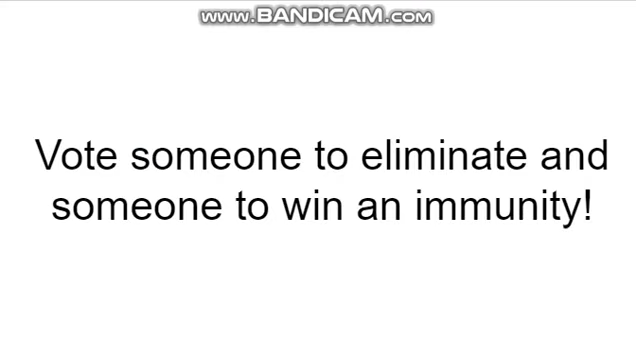 www.BANDICAM.com
Vote someone to eliminate and
someone to win an immunity!